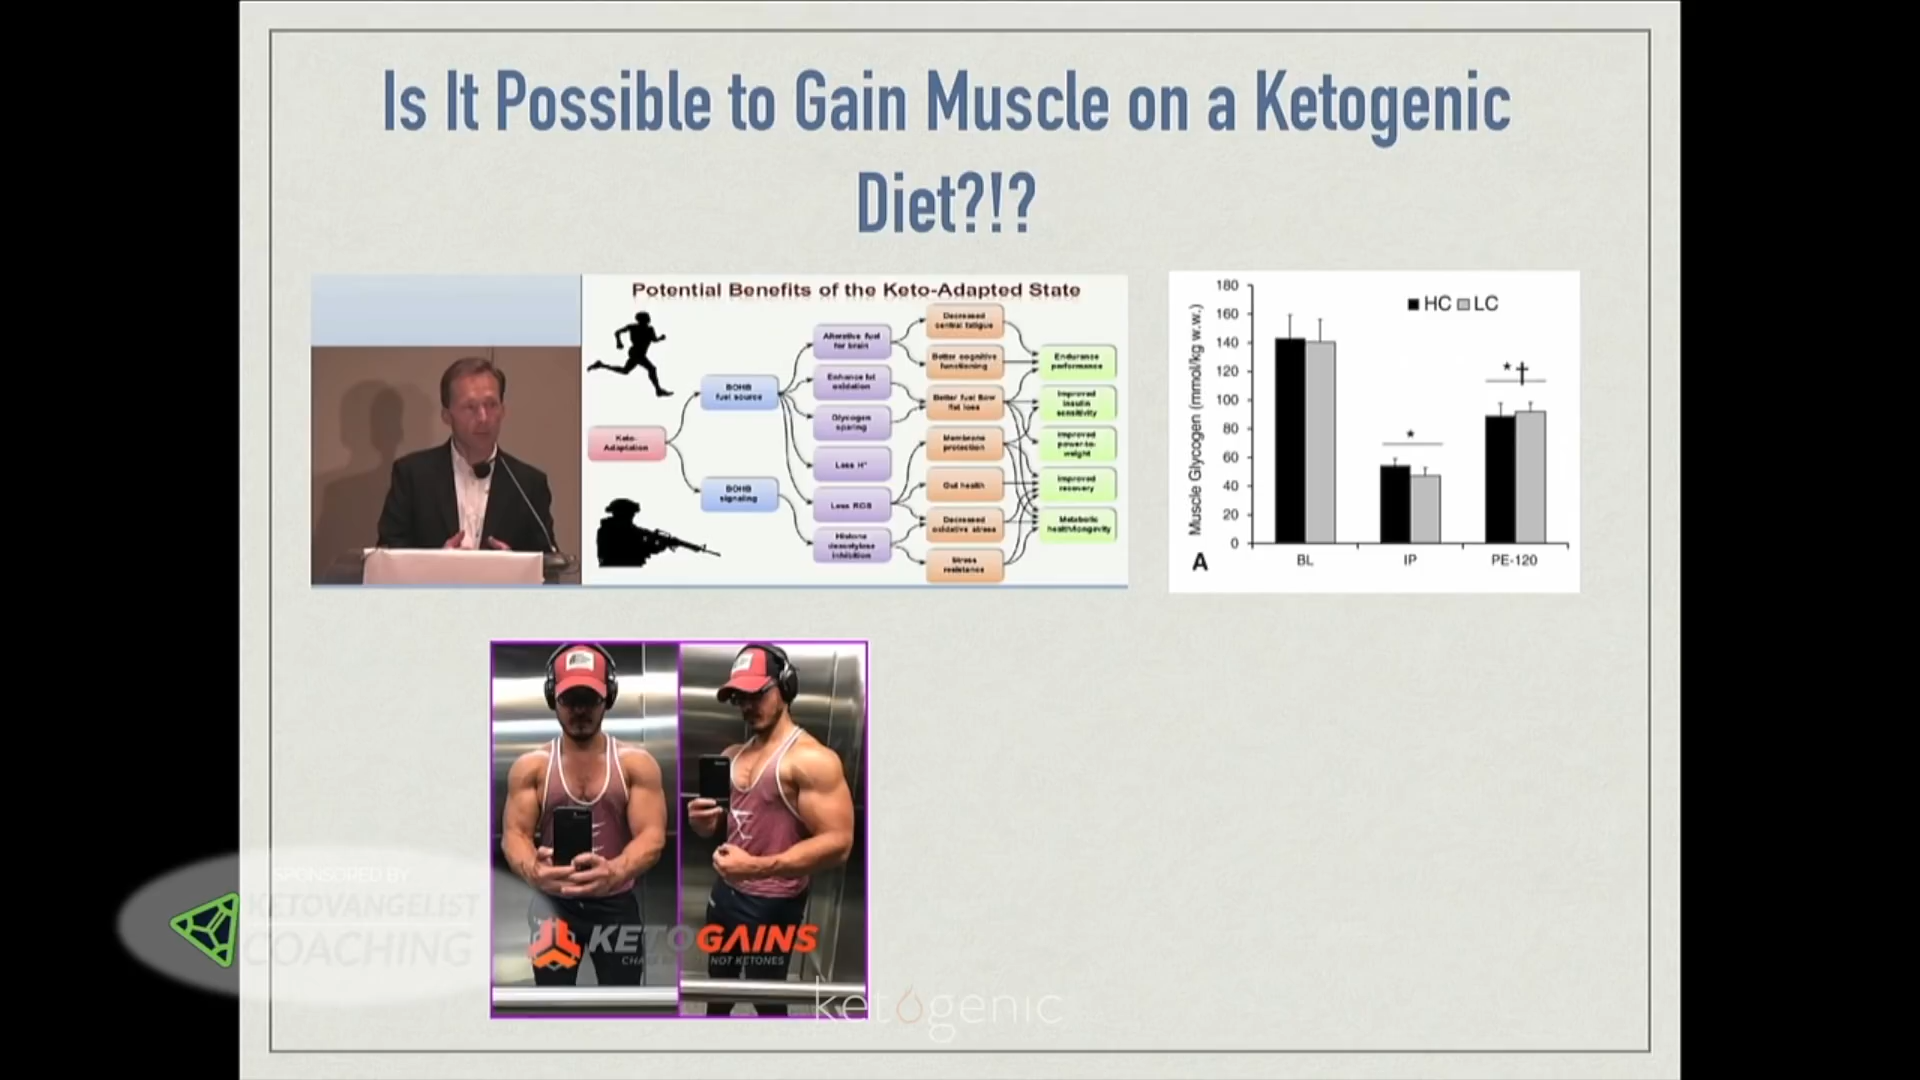 Is It Possible to Gain Muscle on a Ketogenic
Diet?!?
Potential Benefits of the Keto-Adapted State
Keto-
Adaptation
BOHB
fuel source
BOHB
signaling
Alterative fuel
for brain
Enhance fat
oxidation
Glycogen
sparing
Less H⁺
Less ROS
Histone
deacetylase
inhibition
Decreased
central fatigue
Better cognitive
functioning
Better fuel flow
fat loss
Membrane
protection
Gut health
Decreased
oxidative stress
Stress
resistance
Endurance
performance
Improved
insulin
sensitivity
Improved
power-to-
weight
Improved
recovery
Metabolic
health/longevity
Muscle Glycogen (mmol/kg w.w.)
180
160
140
120
100
80
60
40
20
0
HC LC
*
* †
BL IP PE-120
A
SPONSORED BY
KETOVANGELIST
COACHING
KETOGAINS
NOT KETONES
ketogenic